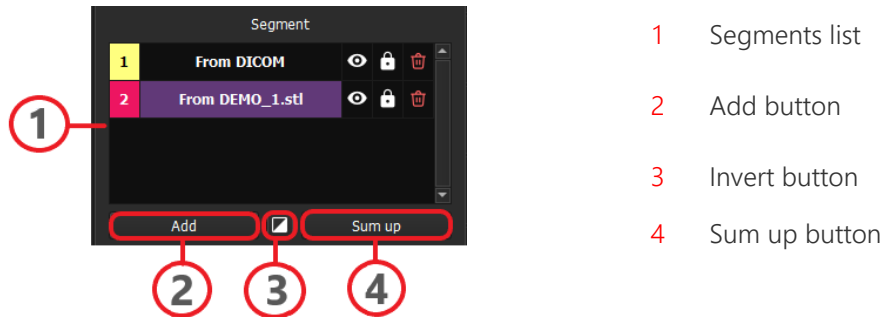 Segment
1 From DICOM
2 From DEMO_1.stl
1
Add Sum up
2 3 4
1 Segments list
2 Add button
3 Invert button
4 Sum up button